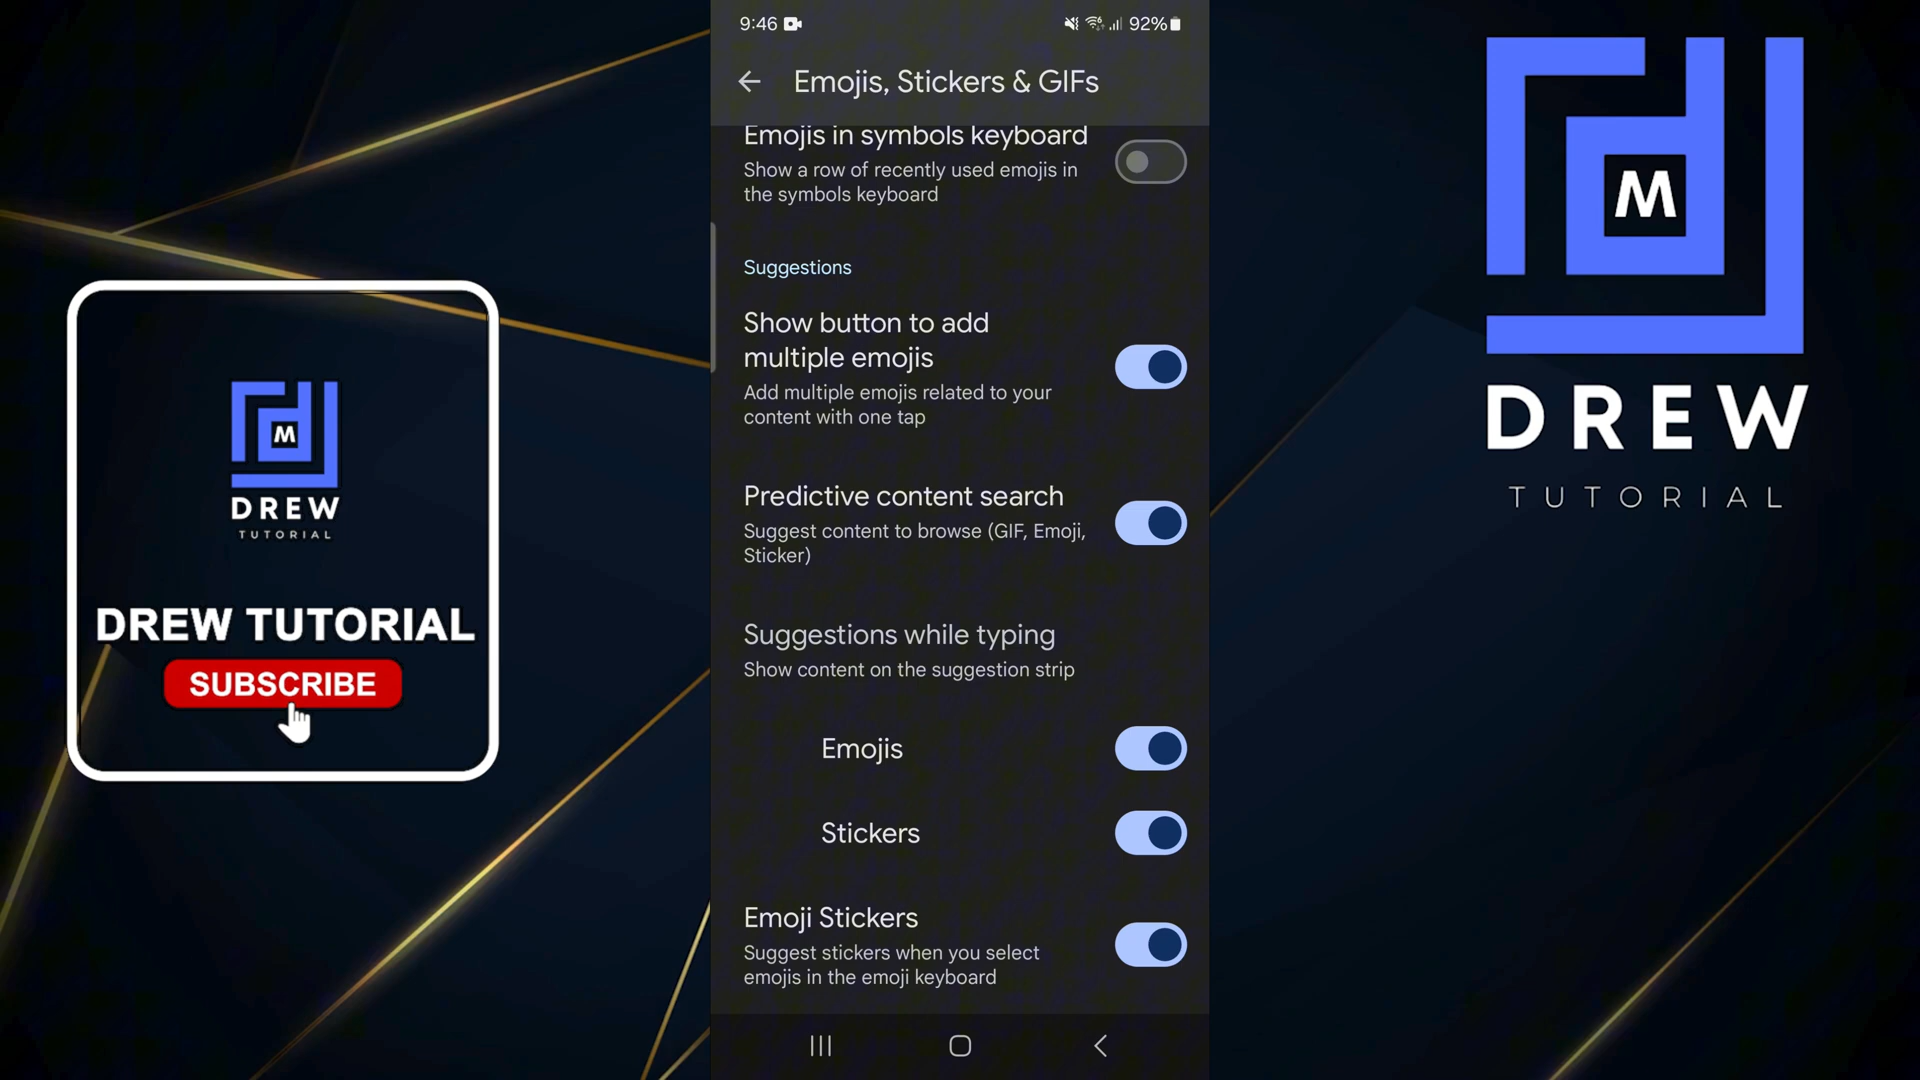 9:46
92%
Emojis, Stickers & GIFs
Emojis in symbols keyboard
Show a row of recently used emojis in
the symbols keyboard
Suggestions
Show button to add
multiple emojis
Add multiple emojis related to your
content with one tap
Predictive content search
Suggest content to browse (GIF, Emoji,
Sticker)
Suggestions while typing
Show content on the suggestion strip
Emojis
Stickers
Emoji Stickers
Suggest stickers when you select
emojis in the emoji keyboard
M
DREW
TUTORIAL
DREW TUTORIAL
SUBSCRIBE
M
DREW
TUTORIAL